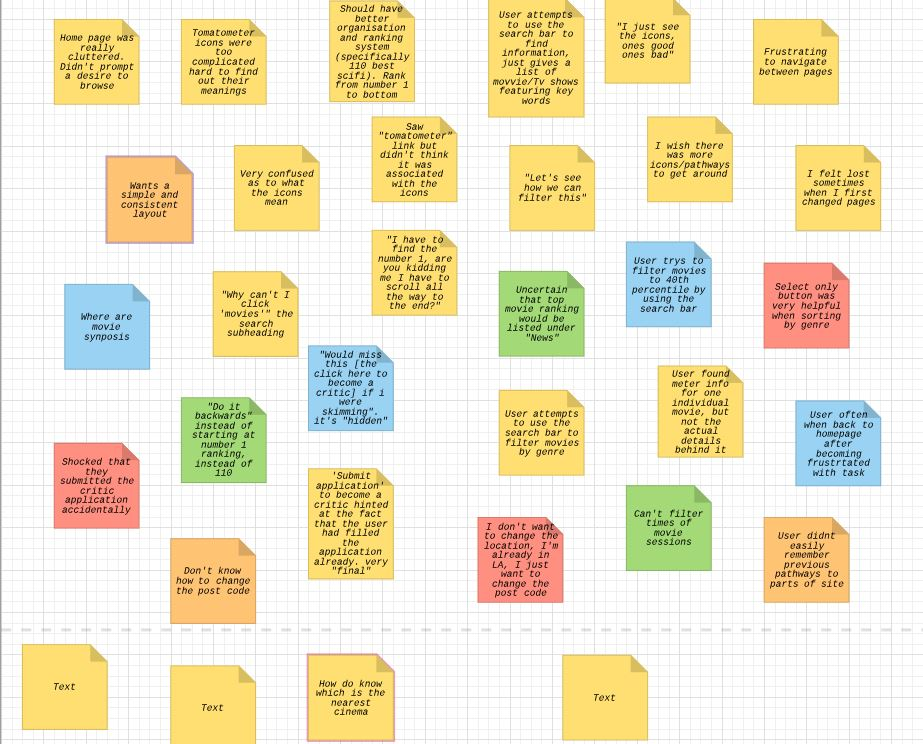 Home page was
really
cluttered.
Didn't prompt
a desire to
browse
Tomatometer
icons were
too
complicated
hard to find
out their
meanings
Should have
better
organisation
and ranking
system
(specifically
110 best
scifi). Rank
from number 1
to bottom
User attempts
to use the
search bar to
find
information,
just gives a
list of
movvie/Tv shows
featuring key
words
"I just see
the icons,
ones good
ones bad"
Frustrating
to navigate
between pages
Wants a
simple and
consistent
layout
Very confused
as to what
the icons
mean
Saw
"tomatometer"
link but
didn't think
it was
associated
with the
icons
"Let's see
how we can
filter this"
I wish there
was more
icons/pathways
to get around
I felt lost
sometimes
when I first
changed pages
Where are
movie
synposis
"Why can't I
click
'movies'" the
search
subheading
"I have to
find the
number 1, are
you kidding
me I have to
scroll all
the way to
the end?"
Uncertain
that top
movie ranking
would be
listed under
"News"
User trys to
filter movies
to 40th
percentile by
using the
search bar
Select only
button was
very helpful
when sorting
by genre
"Would miss
this [the
click here to
become a
critic] if i
were
skimming".
it's "hidden"
"Do it
backwards"
instead of
starting at
number 1
ranking,
instead of
110
User attempts
to use the
search bar to
filter movies
by genre
User found
meter info
for one
individual
movie, but
not the
actual
details
behind it
User often
when back to
homepage
after
becoming
frustrtated
with task
Shocked that
they
submitted the
critic
application
accidentally
'Submit
application'
to become a
critic hinted
at the fact
that the user
had filled
the
application
already. very
"final"
Can't filter
times of
movie
sessions
I don't want
to change the
location, I'm
already in
LA, I just
want to
change the
post code
User didnt
easily
remember
previous
pathways to
parts of site
Don't know
how to change
the post code
Text
Text
How do know
which is the
nearest
cinema
Text